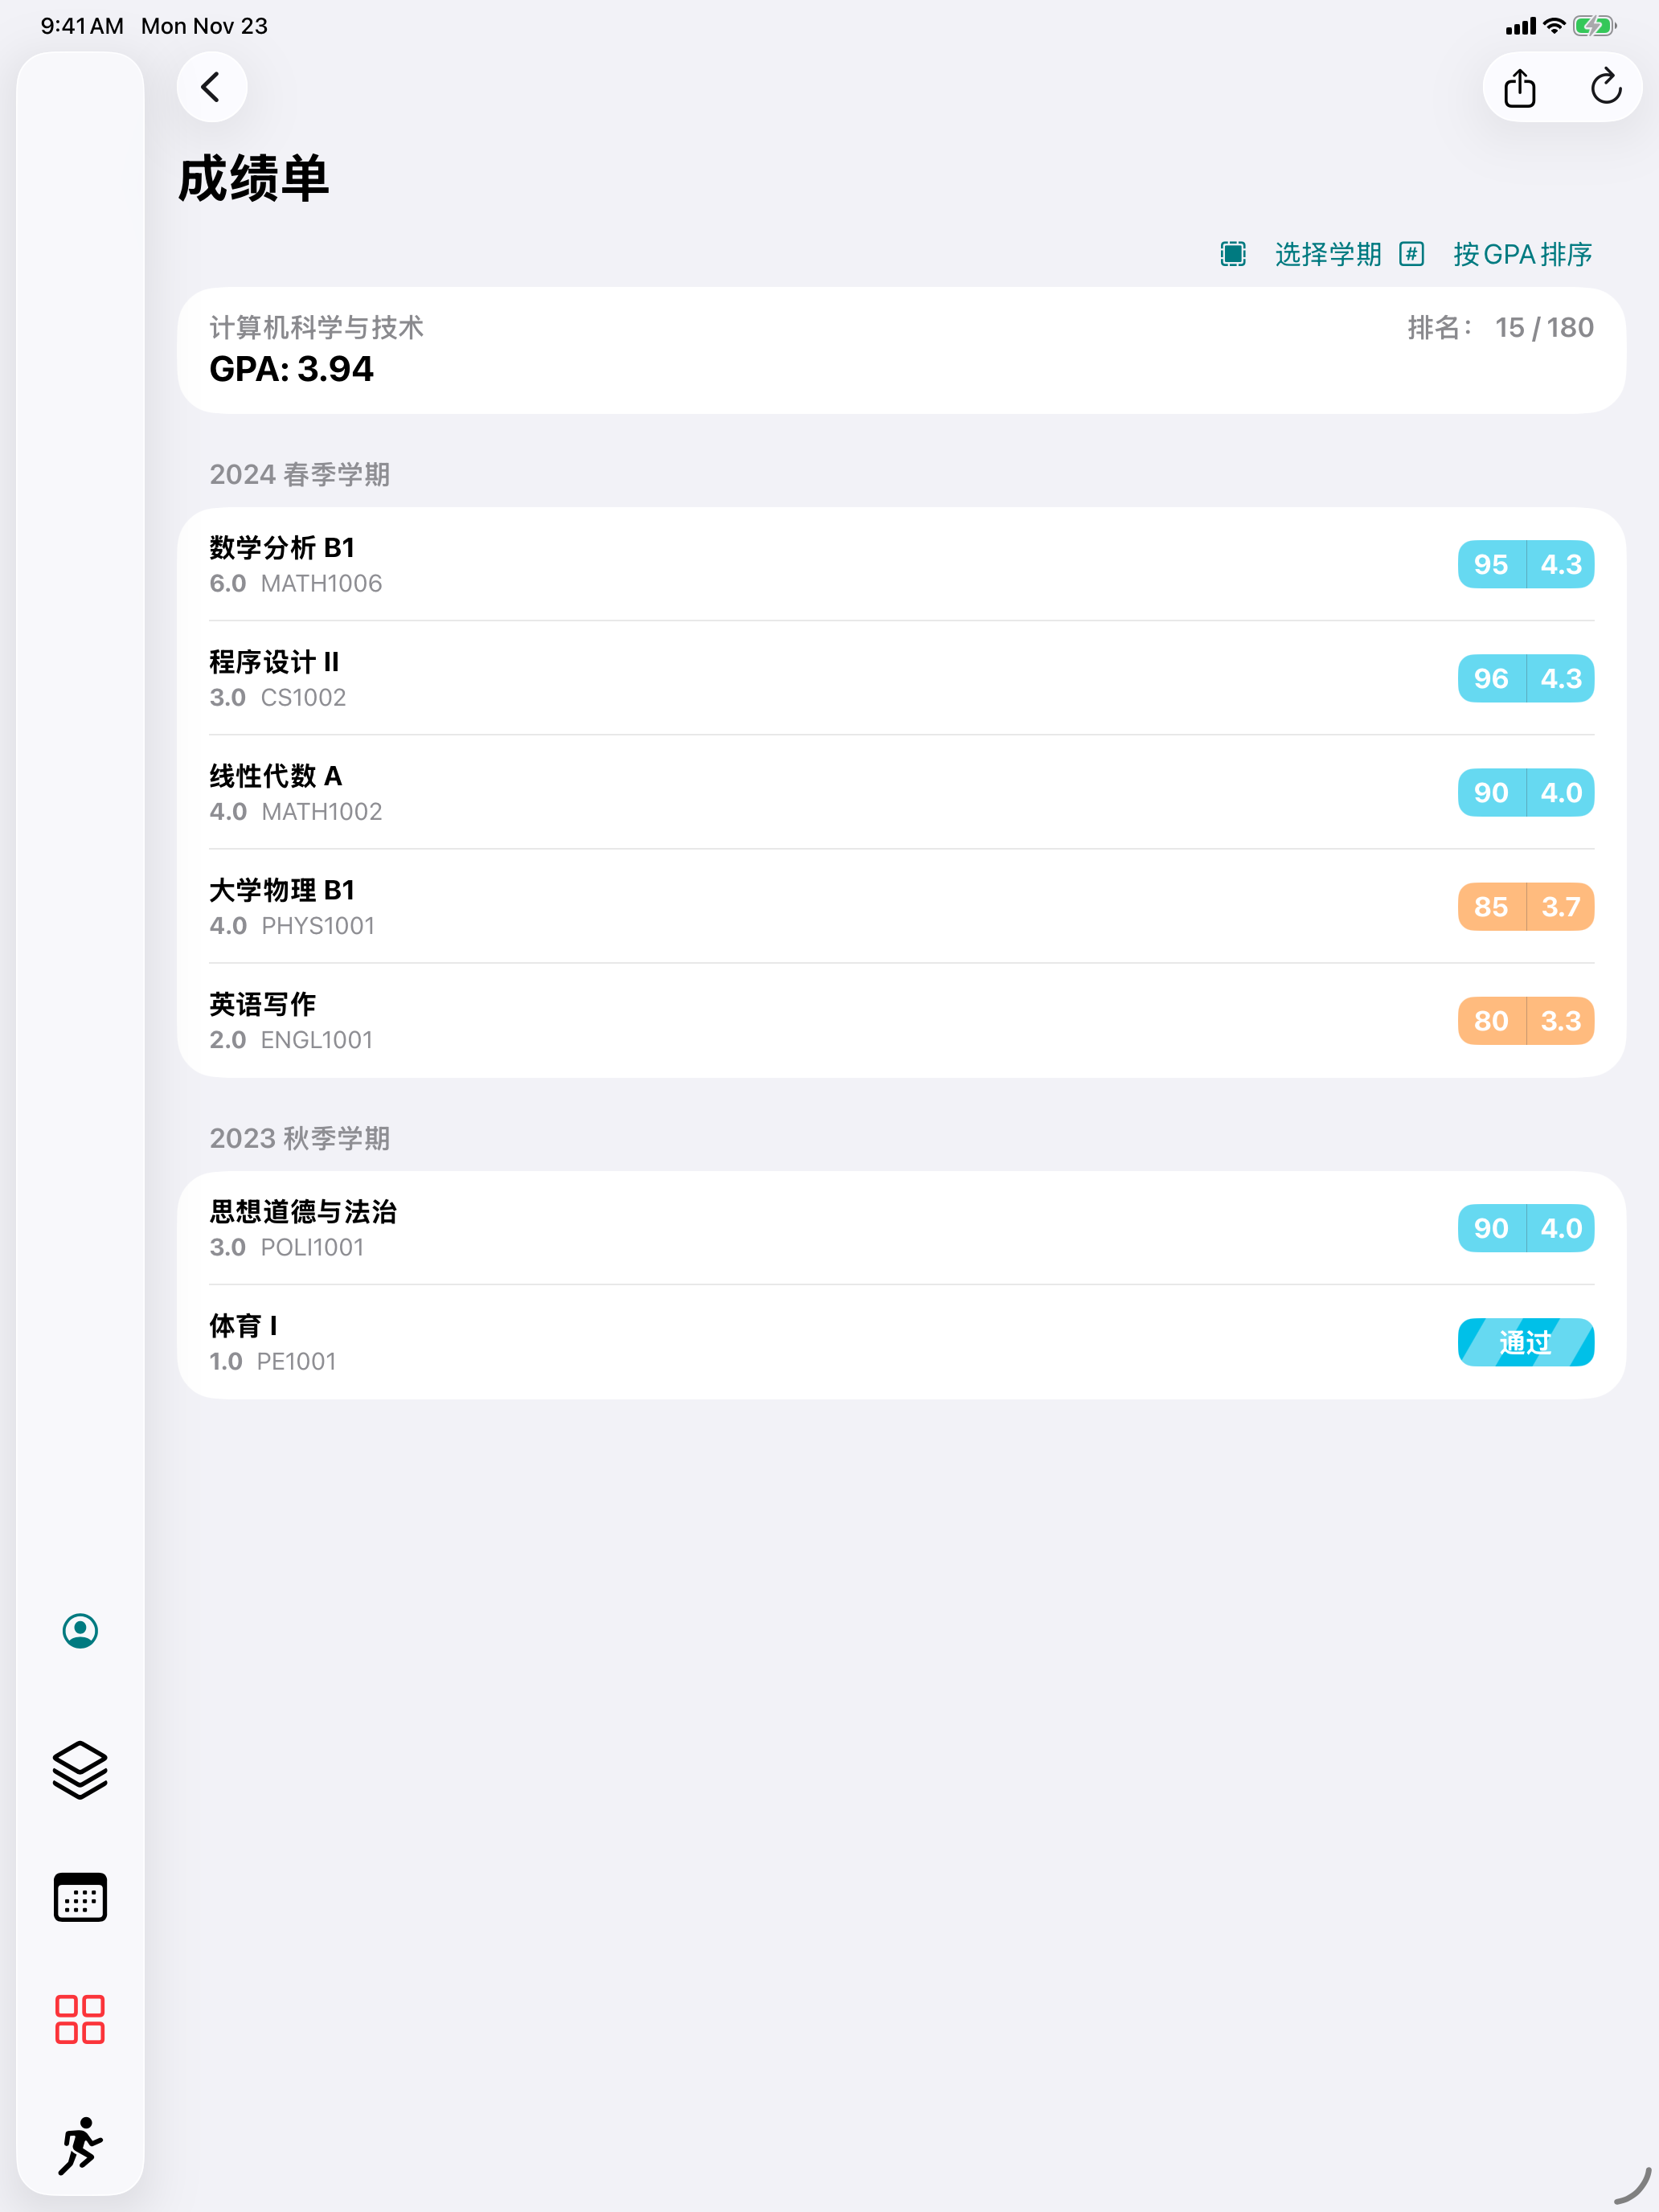 9:41 AM Mon Nov 23
成绩单
选择学期 # 按GPA排序
计算机科学与技术 排名: 15 / 180
GPA: 3.94
2024 春季学期
数学分析 B1
6.0 MATH1006
95 4.3
程序设计 II
3.0 CS1002
96 4.3
线性代数 A
4.0 MATH1002
90 4.0
大学物理 B1
4.0 PHYS1001
85 3.7
英语写作
2.0 ENGL1001
80 3.3
2023 秋季学期
思想道德与法治
3.0 POLI1001
90 4.0
体育 I
1.0 PE1001
通过